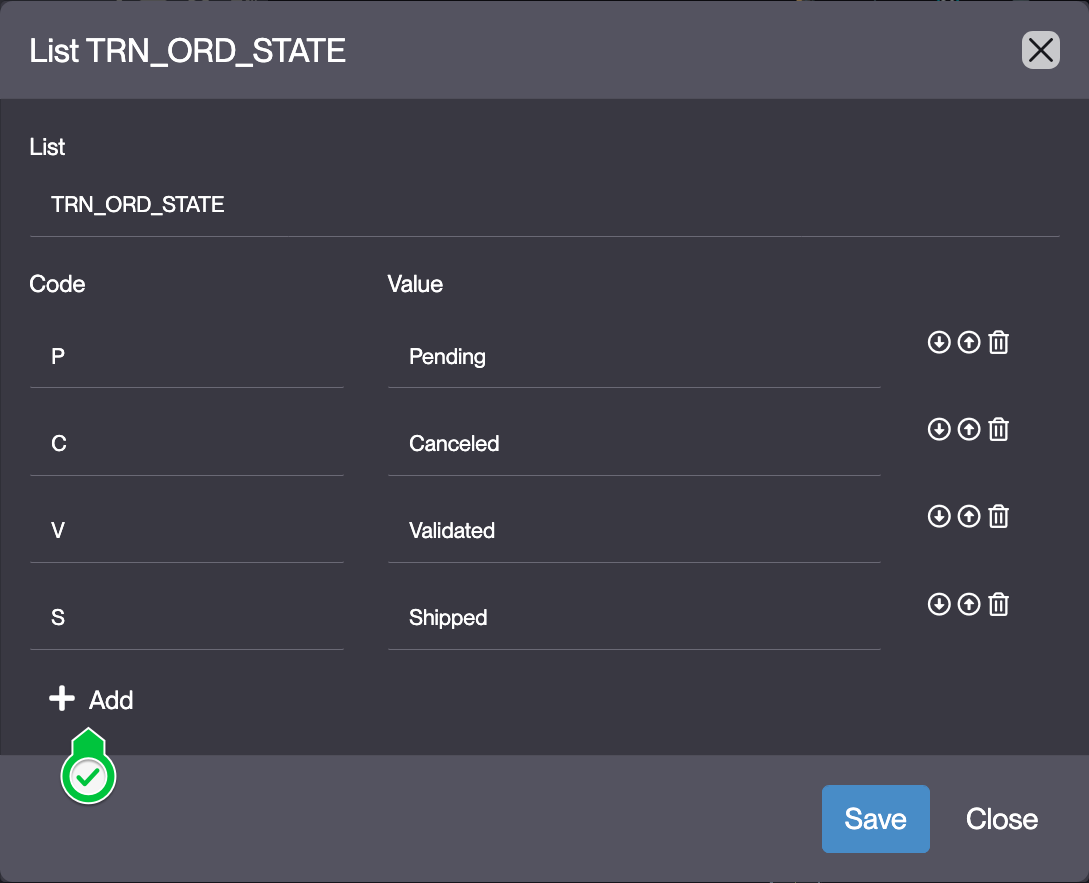 List TRN_ORD_STATE
List
TRN_ORD_STATE
Code Value
P Pending
C Canceled
V Validated
S Shipped
Add
Save Close